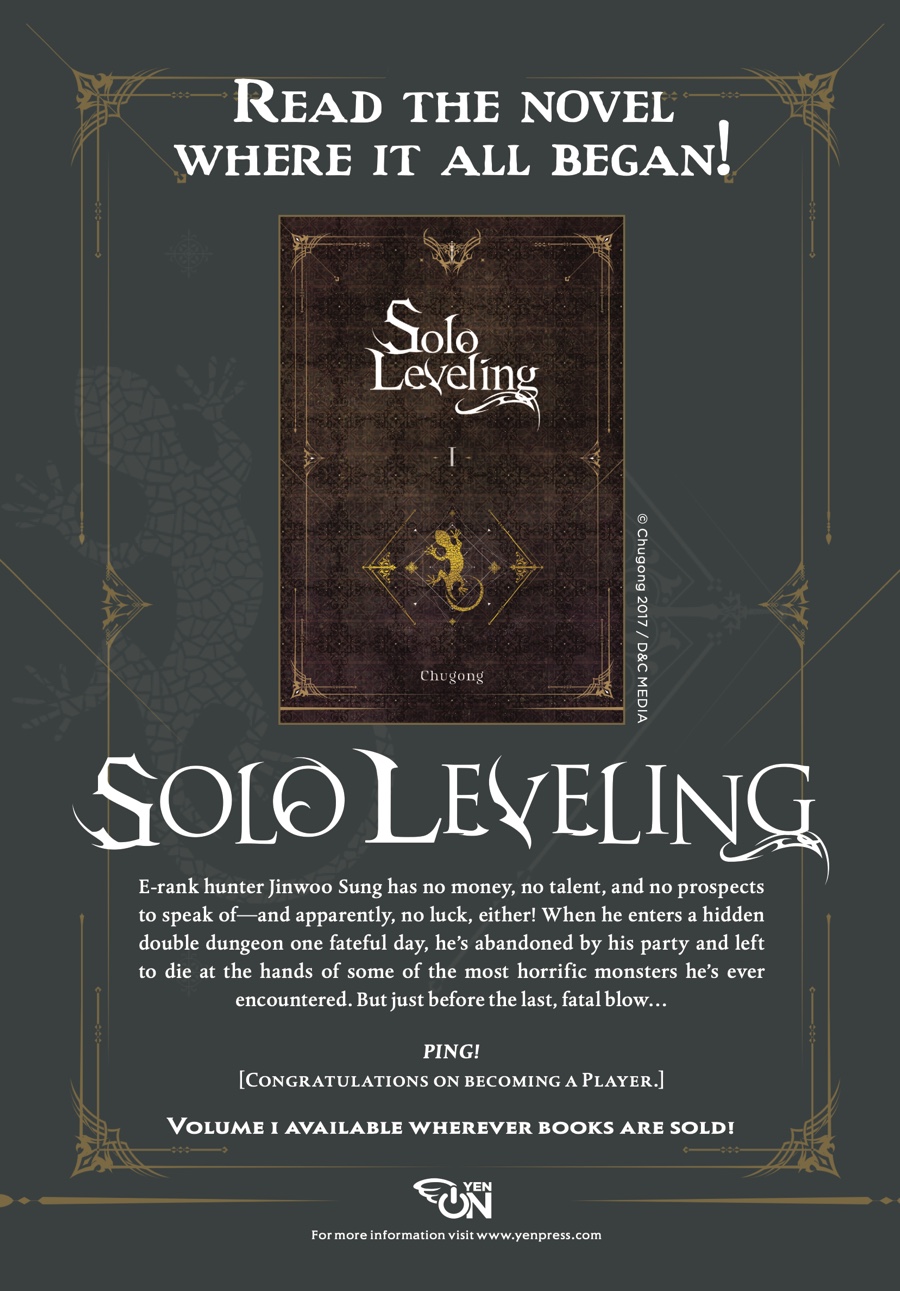 Read the novel
where it all began!
Solo
Leveling
I
Chugong
© Chugong 2017 / D&C MEDIA
Solo Leveling
E-rank hunter Jinwoo Sung has no money, no talent, and no prospects
to speak of—and apparently, no luck, either! When he enters a hidden
double dungeon one fateful day, he's abandoned by his party and left
to die at the hands of some of the most horrific monsters he's ever
encountered. But just before the last, fatal blow...
PING!
[Congratulations on becoming a Player.]
Volume 1 available wherever books are sold!
YEN
ON
For more information visit www.yenpress.com